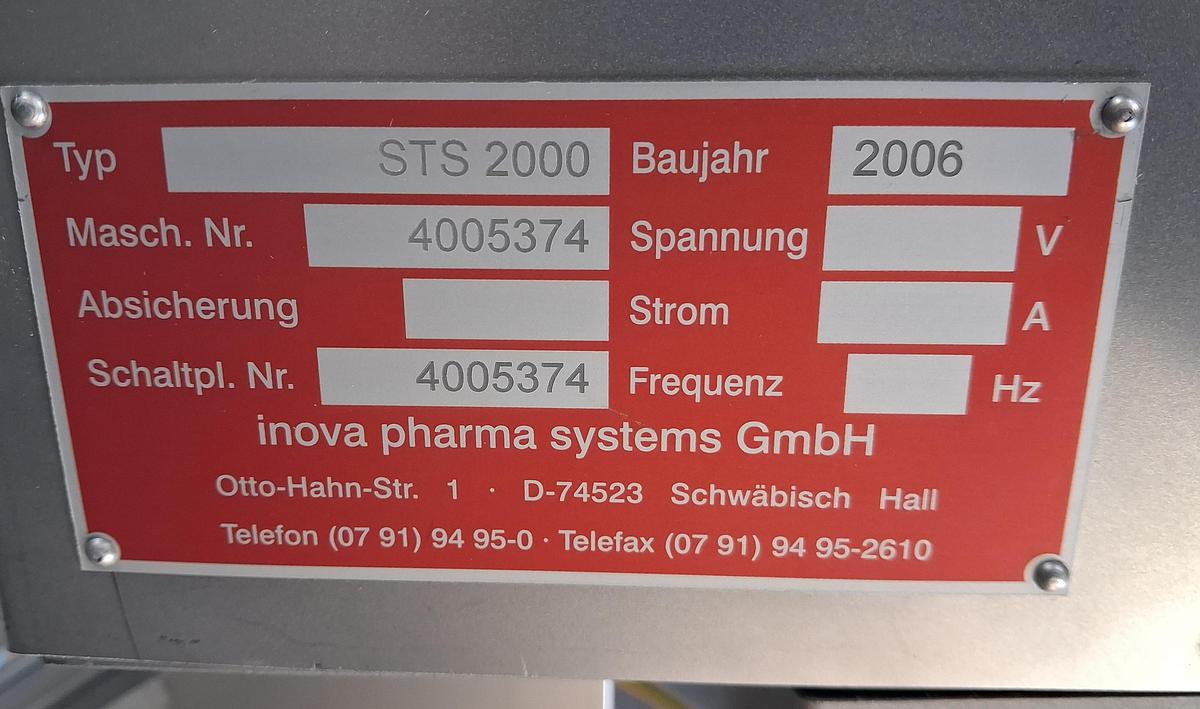 Typ STS 2000 Baujahr 2006
Masch. Nr. 4005374 Spannung V
Absicherung Strom A
Schaltpl. Nr. 4005374 Frequenz Hz
inova pharma systems GmbH
Otto-Hahn-Str. 1 · D-74523 Schwäbisch Hall
Telefon (07 91) 94 95-0 · Telefax (07 91) 94 95-2610